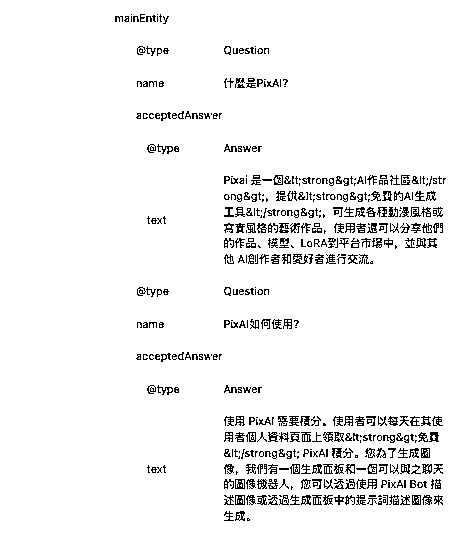 mainEntity
@type Question
name 什麼是PixAI?
acceptedAnswer
@type Answer
Pixai 是一個&lt;strong&gt;AI作品社區&lt;/str
ong&gt;，提供&lt;strong&gt;免費的AI生成
工具&lt;/strong&gt;，可生成各種動漫風格或
text 寫實風格的藝術作品，使用者還可以分享他們
的作品、模型、LoRA到平台市場中，並與其
他 AI創作者和愛好者進行交流。
@type Question
name PixAI如何使用?
acceptedAnswer
@type Answer
使用 PixAI 需要積分。使用者可以每天在其使
用者個人資料頁面上領取&lt;strong&gt;免費
&lt;/strong&gt; PixAI 積分。您為了生成圖
text 像，我們有一個生成面板和一個可以與之聊天
的圖像機器人，您可以透過使用 PixAI Bot 描
述圖像或透過生成面板中的提示詞描述圖像來
生成。